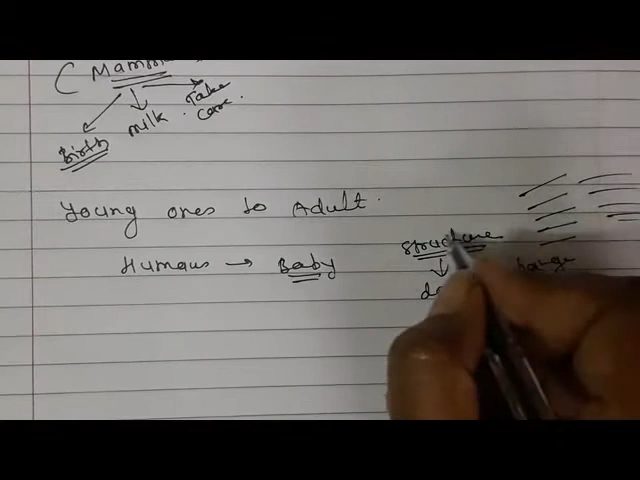 ( Mamm
Birth milk . Take care .
Young ones to Adult .
Humans → Baby structure
↓